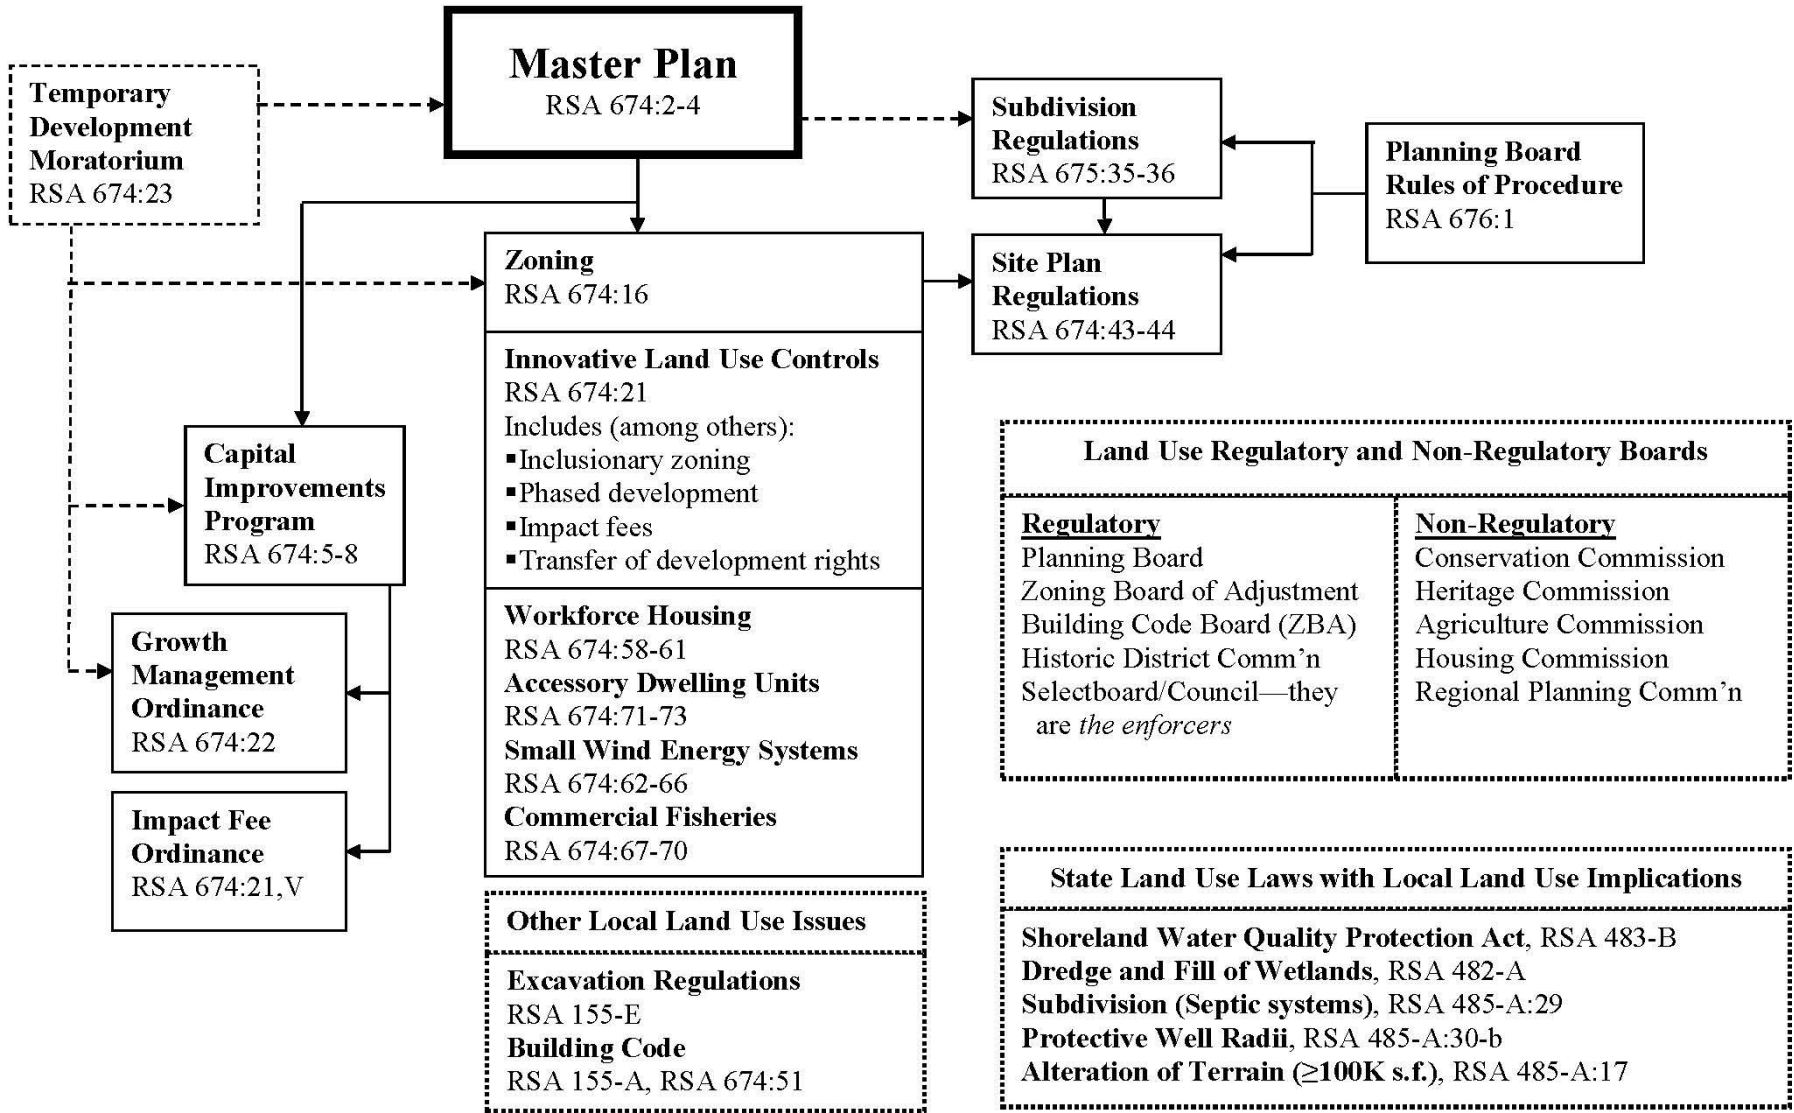 Master Plan
RSA 674:2-4
Temporary
Development
Moratorium
RSA 674:23
Subdivision
Regulations
RSA 675:35-36
Planning Board
Rules of Procedure
RSA 676:1
Zoning
RSA 674:16
Site Plan
Regulations
RSA 674:43-44
Innovative Land Use Controls
RSA 674:21
Includes (among others):
▪Inclusionary zoning
▪Phased development
▪Impact fees
▪Transfer of development rights
Capital
Improvements
Program
RSA 674:5-8
Growth
Management
Ordinance
RSA 674:22
Impact Fee
Ordinance
RSA 674:21,V
Workforce Housing
RSA 674:58-61
Accessory Dwelling Units
RSA 674:71-73
Small Wind Energy Systems
RSA 674:62-66
Commercial Fisheries
RSA 674:67-70
Other Local Land Use Issues
Excavation Regulations
RSA 155-E
Building Code
RSA 155-A, RSA 674:51
Land Use Regulatory and Non-Regulatory Boards
Regulatory
Planning Board
Zoning Board of Adjustment
Building Code Board (ZBA)
Historic District Comm’n
Selectboard/Council—they
are the enforcers
Non-Regulatory
Conservation Commission
Heritage Commission
Agriculture Commission
Housing Commission
Regional Planning Comm’n
State Land Use Laws with Local Land Use Implications
Shoreland Water Quality Protection Act, RSA 483-B
Dredge and Fill of Wetlands, RSA 482-A
Subdivision (Septic systems), RSA 485-A:29
Protective Well Radii, RSA 485-A:30-b
Alteration of Terrain (≥100K s.f.), RSA 485-A:17